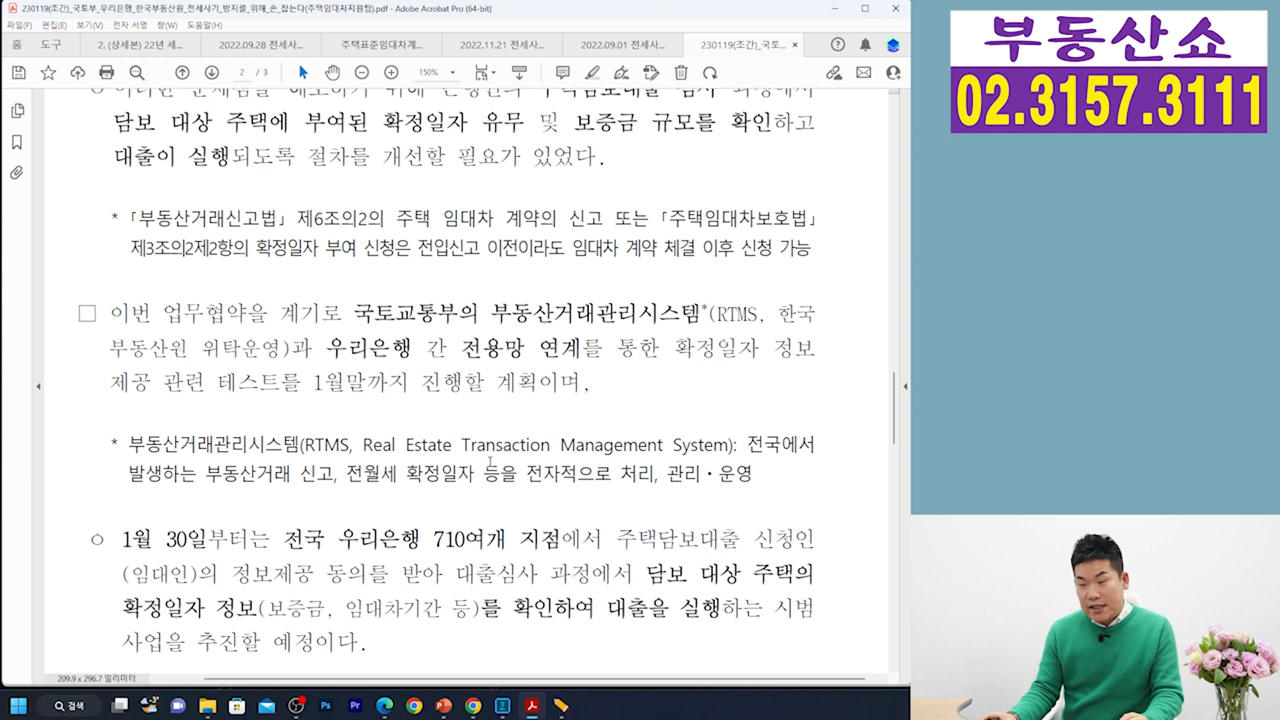 230119(조간)_국토부_우리은행_한국부동산원_전세사기_방지를_위해_손_잡는다(주택임대차지원팀).pdf - Adobe Acrobat Pro (64-bit)
파일(F) 편집(E) 보기(V) 전자 서명 창(W) 도움말(H)
홈 도구 2. (상세본) 22년 세... 2022.09.28 전세사... 주택표준임대차계... 2022.11.21 전세사... 2022.09.01 전세사... 230119(조간)_국토... ×
2 / 3 150%
담보 대상 주택에 부여된 확정일자 유무 및 보증금 규모를 확인하고
대출이 실행되도록 절차를 개선할 필요가 있었다.
* 「부동산거래신고법」 제6조의2의 주택 임대차 계약의 신고 또는 「주택임대차보호법」
제3조의2제2항의 확정일자 부여 신청은 전입신고 이전이라도 임대차 계약 체결 이후 신청 가능
□ 이번 업무협약을 계기로 국토교통부의 부동산거래관리시스템*(RTMS, 한국
부동산원 위탁운영)과 우리은행 간 전용망 연계를 통한 확정일자 정보
제공 관련 테스트를 1월말까지 진행할 계획이며,
* 부동산거래관리시스템(RTMS, Real Estate Transaction Management System): 전국에서
발생하는 부동산거래 신고, 전월세 확정일자 등을 전자적으로 처리, 관리・운영
ㅇ 1월 30일부터는 전국 우리은행 710여개 지점에서 주택담보대출 신청인
(임대인)의 정보제공 동의를 받아 대출심사 과정에서 담보 대상 주택의
확정일자 정보(보증금, 임대차기간 등)를 확인하여 대출을 실행하는 시범
사업을 추진할 예정이다.
209.9 x 296.7 밀리미터
검색
부동산쇼
02.3157.3111